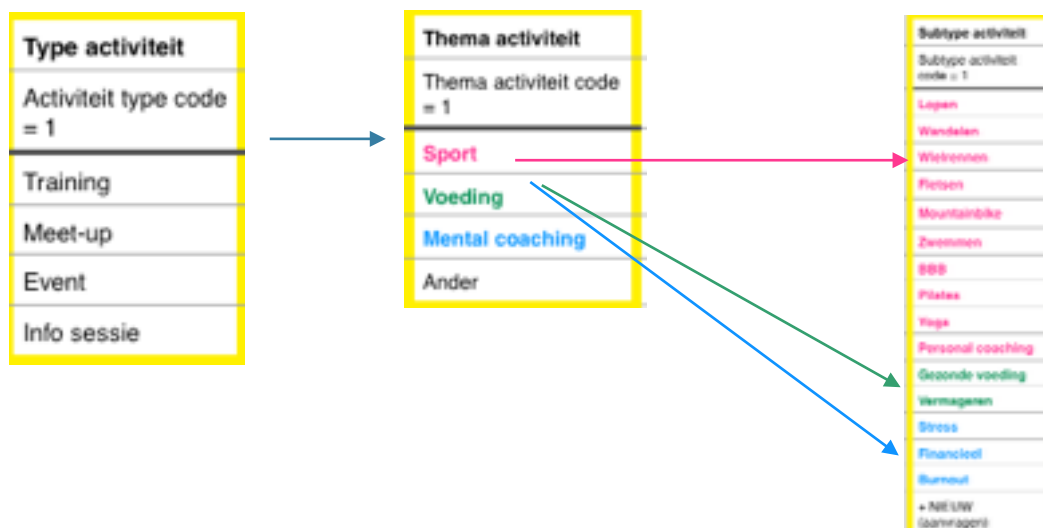 Type activiteit
Activiteit type code
= 1
Training
Meet-up
Event
Info sessie
Thema activiteit
Thema activiteit code
= 1
Sport
Voeding
Mental coaching
Ander
Subtype activiteit
Subtype activiteit
code = 1
Lopen
Wandelen
Wielrennen
Fietsen
Mountainbike
Zwemmen
BBB
Pilates
Yoga
Personal coaching
Gezonde voeding
Vermageren
Stress
Financieel
Burnout
+ NIEUW
(aanvragen)